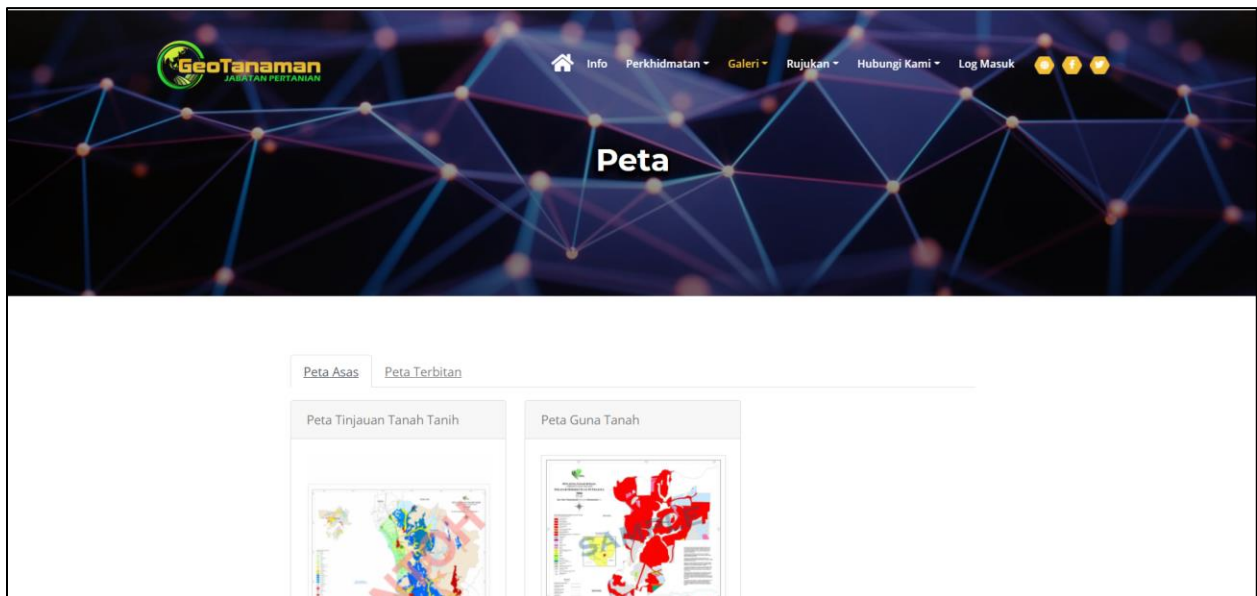 GeoTanaman
JABATAN PERTANIAN
Info Perkhidmatan Galeri Rujukan Hubungi Kami Log Masuk
Peta
Peta Asas Peta Terbitan
Peta Tinjauan Tanah Tanih Peta Guna Tanah